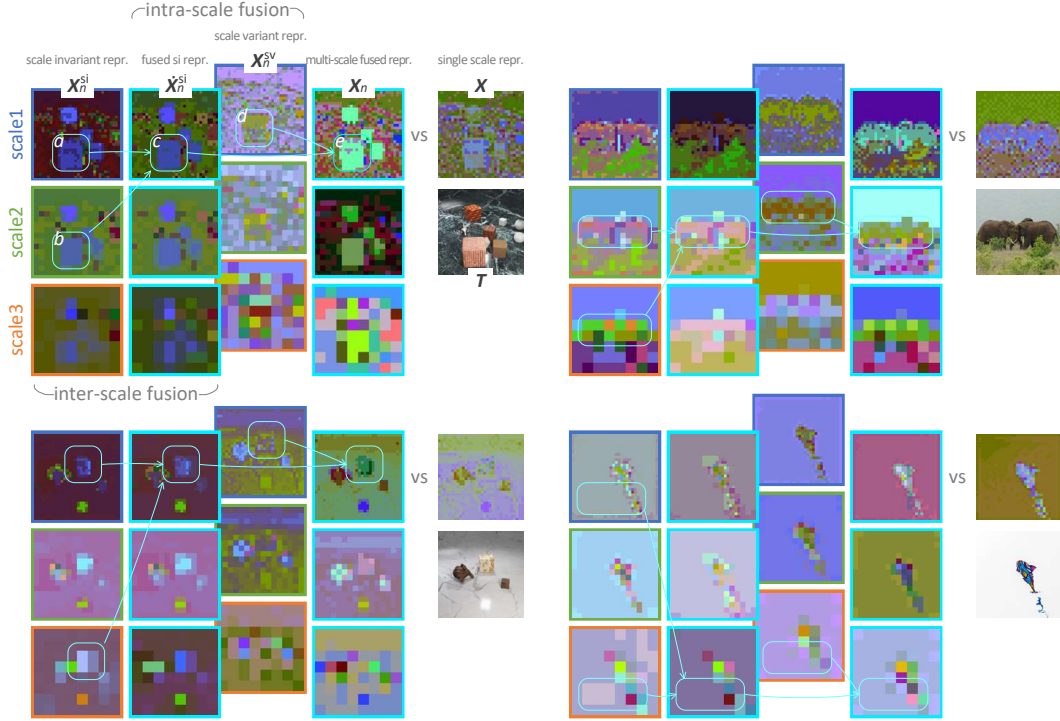 intra-scale fusion
scale variant repr.
scale invariant repr. fused si repr. X_n^sv multi-scale fused repr. single scale repr.
X_n^si Ẋ_n^si X_n X
scale1 a c d e vs vs
scale2 b
T
scale3
inter-scale fusion
vs vs